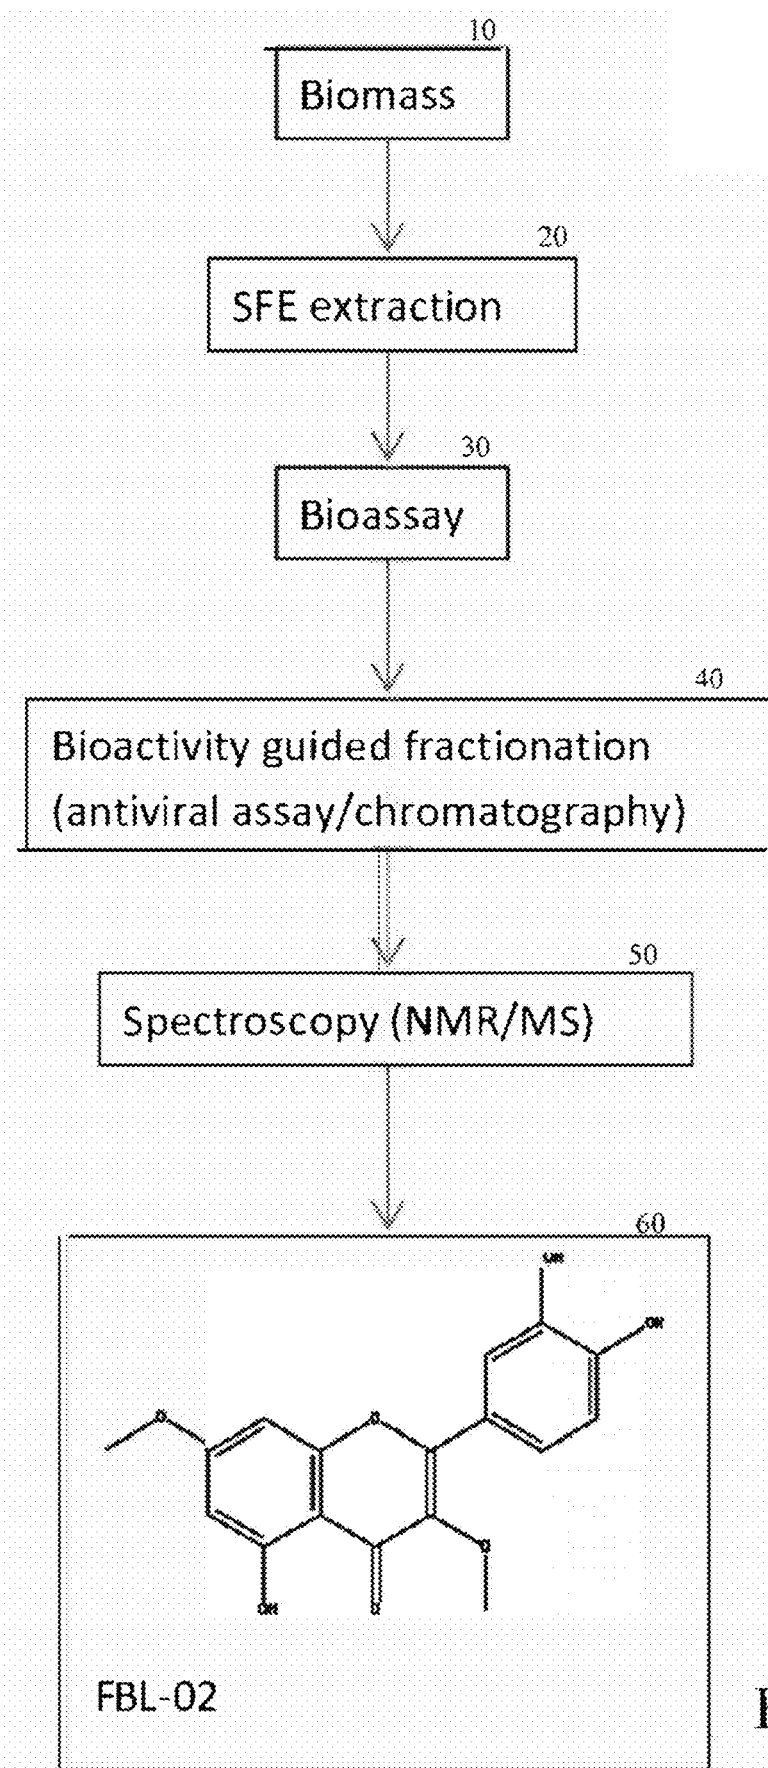 10
Biomass
20
SFE extraction
30
Bioassay
40
Bioactivity guided fractionation
(antiviral assay/chromatography)
50
Spectroscopy (NMR/MS)
60
OH
OH
O
O
O
OH
O
FBL-02